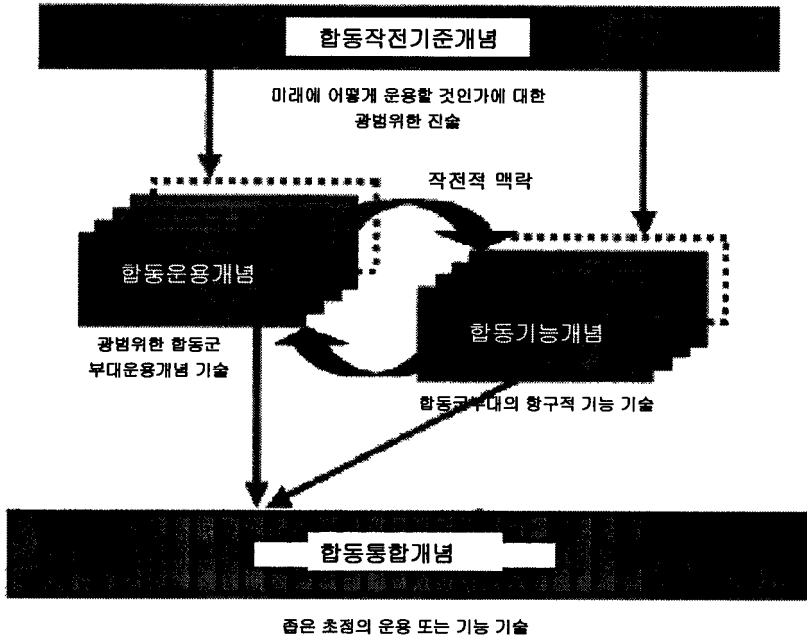 합동작전기준개념
미래에 어떻게 운용할 것인가에 대한
광범위한 진술
작전적 맥락
합동운용개념
합동기능개념
광범위한 합동군
부대운용개념 기술
합동군부대의 항구적 기능 기술
합동통합개념
좁은 초점의 운용 또는 기능 기술